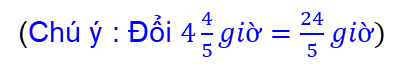 (Chú ý : Đổi 4 4/5 giờ = 24/5 giờ)